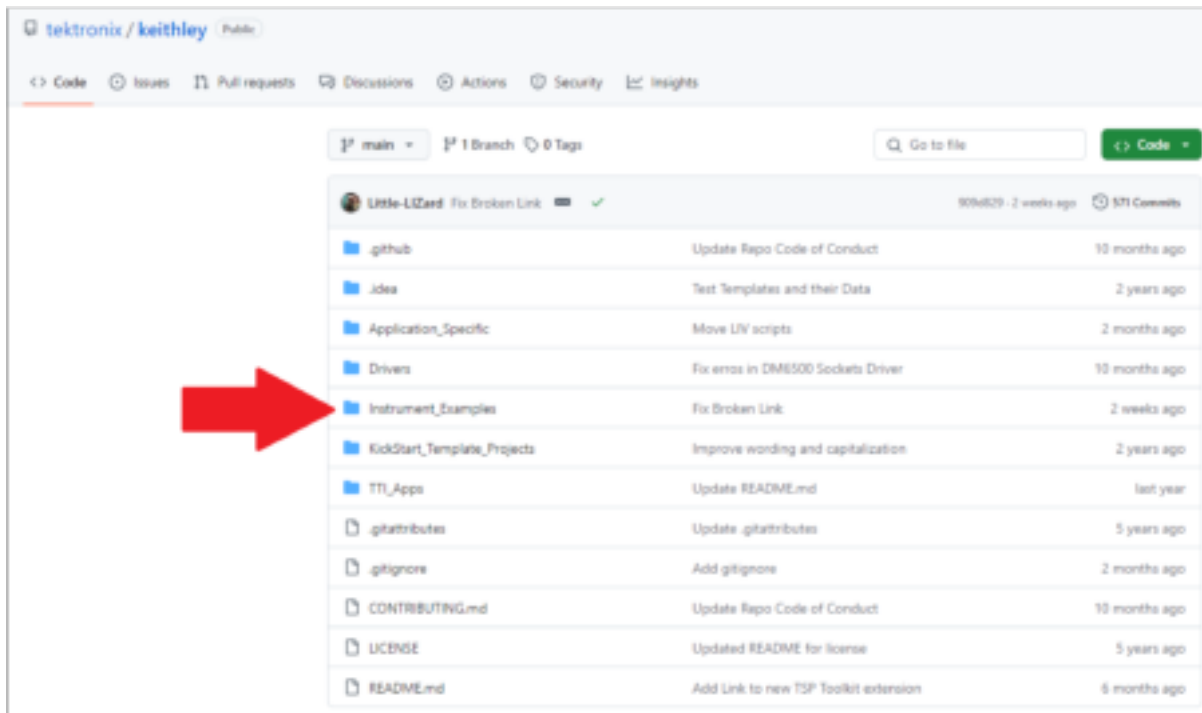 tektronix / keithley Public
Code Issues Pull requests Discussions Actions Security Insights
main 1 Branch 0 Tags Go to file Code
Little-LIZard Fix Broken Link 2 weeks ago 571 Commits
.github Update Repo Code of Conduct 10 months ago
.idea Test Templates and their Data 2 years ago
Application_Specific Move LIV scripts 2 months ago
Drivers Fix erros in DM6500 Sockets Driver 10 months ago
Instrument_Examples Fix Broken Link 2 weeks ago
KickStart_Template_Projects Improve wording and capitalization 2 years ago
TTI_Apps Update README.md last year
.gitattributes Update .gitattributes 5 years ago
.gitignore Add gitignore 2 months ago
CONTRIBUTING.md Update Repo Code of Conduct 10 months ago
LICENSE Updated README for license 5 years ago
README.md Add Link to new TSP Toolkit extension 6 months ago